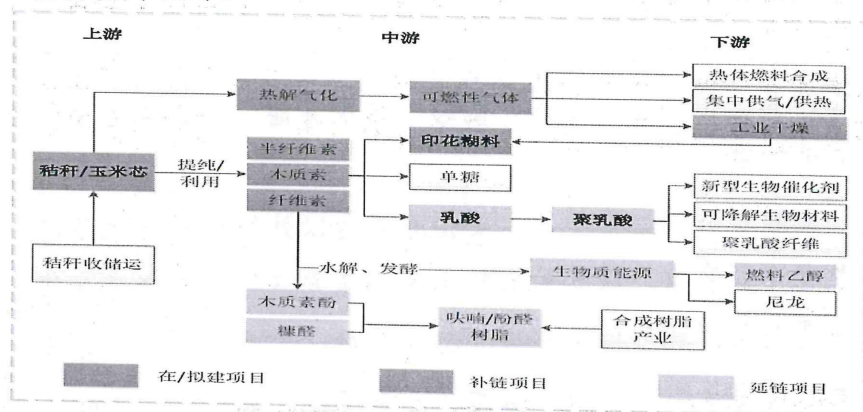 上游
中游
下游
热解气化
可燃性气体
热体燃料合成
集中供气/供热
工业干燥
秸秆/玉米芯
提纯/
利用
半纤维素
木质素
纤维素
印花糊料
单糖
乳酸
聚乳酸
新型生物催化剂
可降解生物材料
聚乳酸纤维
秸秆收储运
水解、发酵
生物质能源
燃料乙醇
尼龙
木质素酚
糠醛
呋喃/酚醛
树脂
合成树脂
产业
在/拟建项目
补链项目
延链项目